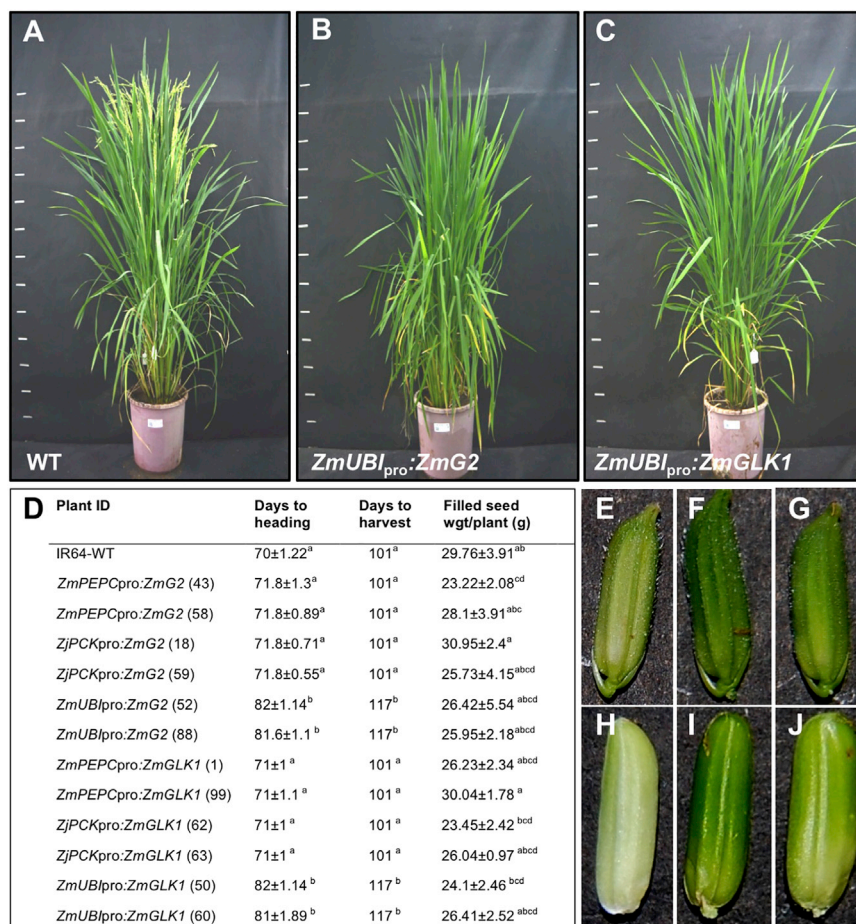 A
B
C
WT
ZmUBIpro:ZmG2
ZmUBIpro:ZmGLK1
D
Plant ID Days to heading Days to harvest Filled seed wgt/plant (g)
IR64-WT 70±1.22a 101a 29.76±3.91ab
ZmPEPCpro:ZmG2 (43) 71.8±1.3a 101a 23.22±2.08cd
ZmPEPCpro:ZmG2 (58) 71.8±0.89a 101a 28.1±3.91abc
ZjPCKpro:ZmG2 (18) 71.8±0.71a 101a 30.95±2.4a
ZjPCKpro:ZmG2 (59) 71.8±0.55a 101a 25.73±4.15abcd
ZmUBIpro:ZmG2 (52) 82±1.14b 117b 26.42±5.54abcd
ZmUBIpro:ZmG2 (88) 81.6±1.1b 117b 25.95±2.18abcd
ZmPEPCpro:ZmGLK1 (1) 71±1a 101a 26.23±2.34abcd
ZmPEPCpro:ZmGLK1 (99) 71±1.1a 101a 30.04±1.78a
ZjPCKpro:ZmGLK1 (62) 71±1a 101a 23.45±2.42bcd
ZjPCKpro:ZmGLK1 (63) 71±1a 101a 26.04±0.97abcd
ZmUBIpro:ZmGLK1 (50) 82±1.14b 117b 24.1±2.46bcd
ZmUBIpro:ZmGLK1 (60) 81±1.89b 117b 26.41±2.52abcd
E
F
G
H
I
J